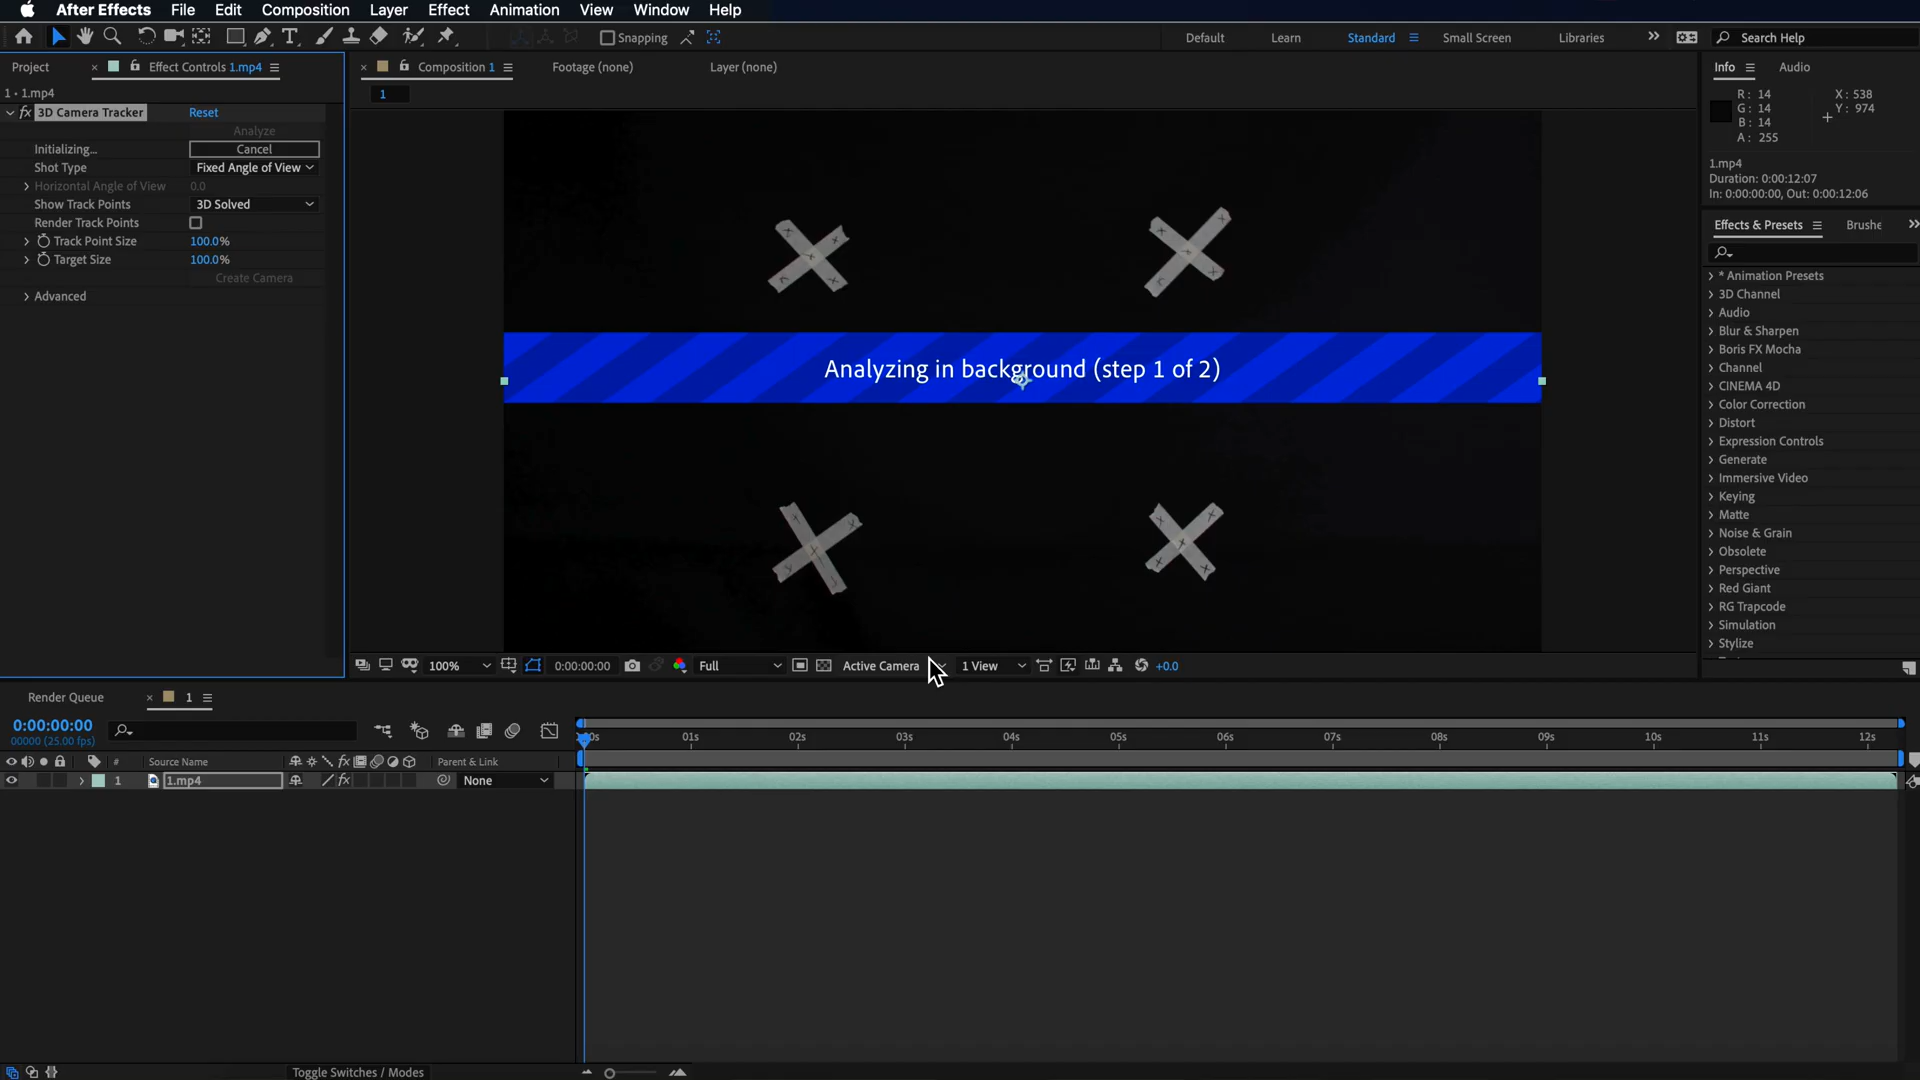 After Effects File Edit Composition Layer Effect Animation View Window Help
Snapping Default Learn Standard Small Screen Libraries Search Help
Project Effect Controls 1.mp4
1 • 1.mp4
fx 3D Camera Tracker Reset
Analyze
Initializing... Cancel
Shot Type Fixed Angle of View
Horizontal Angle of View 0.0
Show Track Points 3D Solved
Render Track Points
Track Point Size 100.0%
Target Size 100.0%
Create Camera
Advanced
Composition 1 Footage (none) Layer (none)
1
Analyzing in background (step 1 of 2)
100% 0:00:00:00 Full Active Camera 1 View +0.0
Info Audio
R: 14 X: 538
G: 14 Y: 974
B: 14
A: 255
1.mp4
Duration: 0:00:12:07
In: 0:00:00:00, Out: 0:00:12:06
Effects & Presets Brushe
* Animation Presets
3D Channel
Audio
Blur & Sharpen
Boris FX Mocha
Channel
CINEMA 4D
Color Correction
Distort
Expression Controls
Generate
Immersive Video
Keying
Matte
Noise & Grain
Obsolete
Perspective
Red Giant
RG Trapcode
Simulation
Stylize
Render Queue 1
0:00:00:00
00000 (25.00 fps)
01s 02s 03s 04s 05s 06s 07s 08s 09s 10s 11s 12s
# Source Name fx Parent & Link
1 1.mp4 fx None
Toggle Switches / Modes